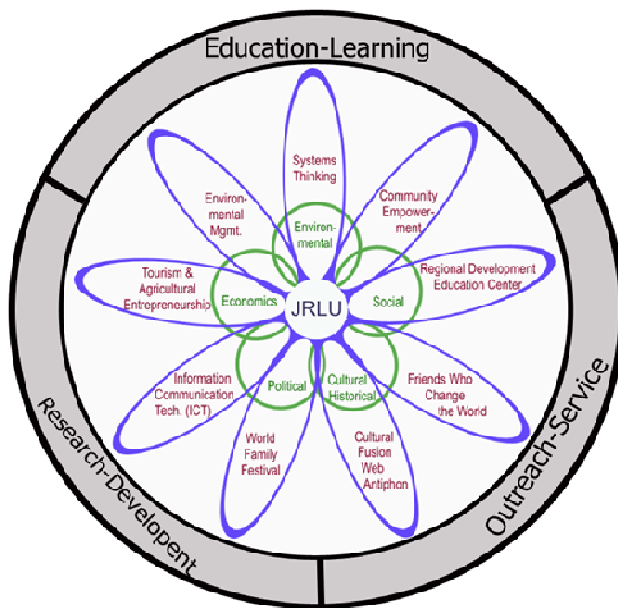 Education-Learning
Systems
Thinking
Community
Empower-
ment
Environ-
mental
Mgmt.
Environ-
mental
Regional Development
Education Center
Tourism &
Agricultural
Entrepreneurship
Economics
Social
JRLU
Information
Communication
Tech. (ICT)
Political
Cultural
Historical
Friends Who
Change
the World
World
Family
Festival
Cultural
Fusion
Web
Antiphon
Research-Developent
Outreach-Service